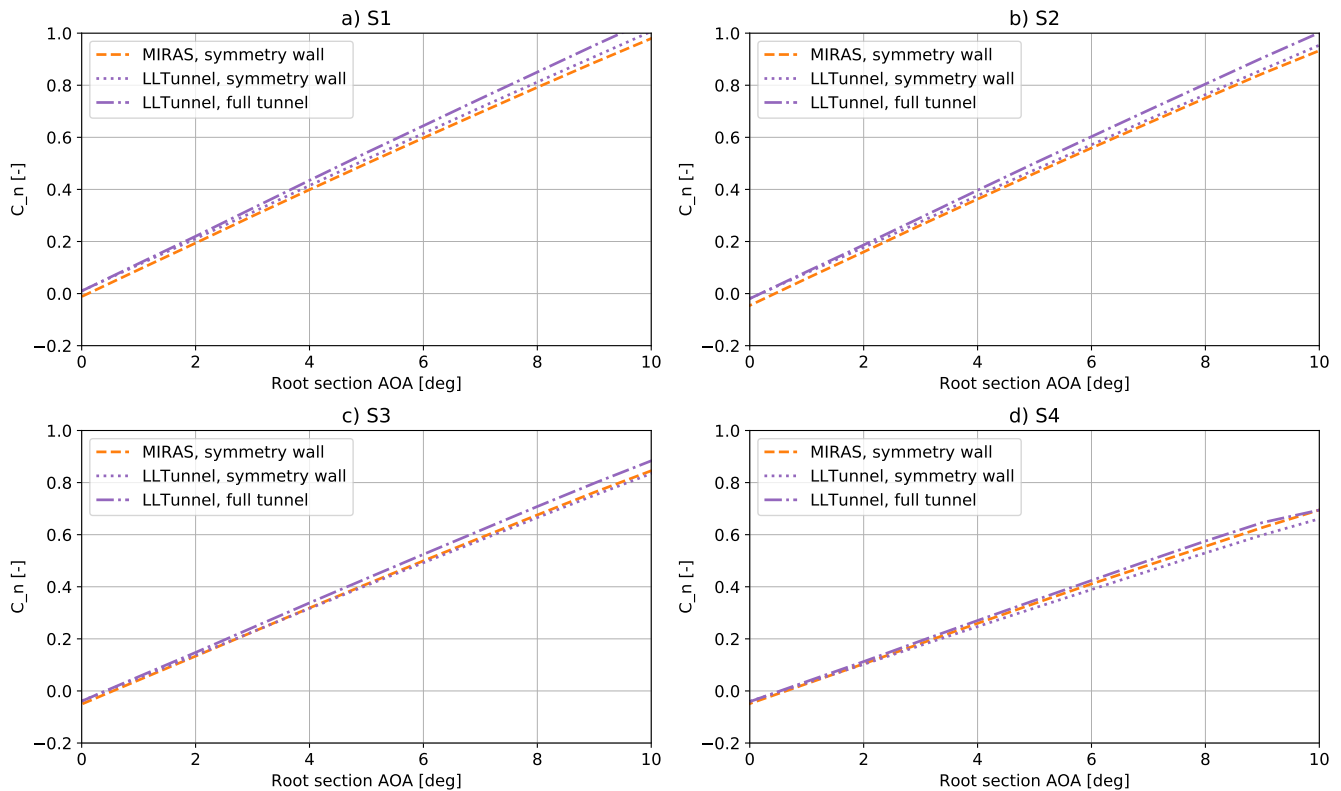 a) S1
C_n [-]
1.0
0.8
0.6
0.4
0.2
0.0
−0.2
MIRAS, symmetry wall
LLTunnel, symmetry wall
LLTunnel, full tunnel
0 2 4 6 8 10
Root section AOA [deg]
b) S2
C_n [-]
1.0
0.8
0.6
0.4
0.2
0.0
−0.2
MIRAS, symmetry wall
LLTunnel, symmetry wall
LLTunnel, full tunnel
0 2 4 6 8 10
Root section AOA [deg]
c) S3
C_n [-]
1.0
0.8
0.6
0.4
0.2
0.0
−0.2
MIRAS, symmetry wall
LLTunnel, symmetry wall
LLTunnel, full tunnel
0 2 4 6 8 10
Root section AOA [deg]
d) S4
C_n [-]
1.0
0.8
0.6
0.4
0.2
0.0
−0.2
MIRAS, symmetry wall
LLTunnel, symmetry wall
LLTunnel, full tunnel
0 2 4 6 8 10
Root section AOA [deg]